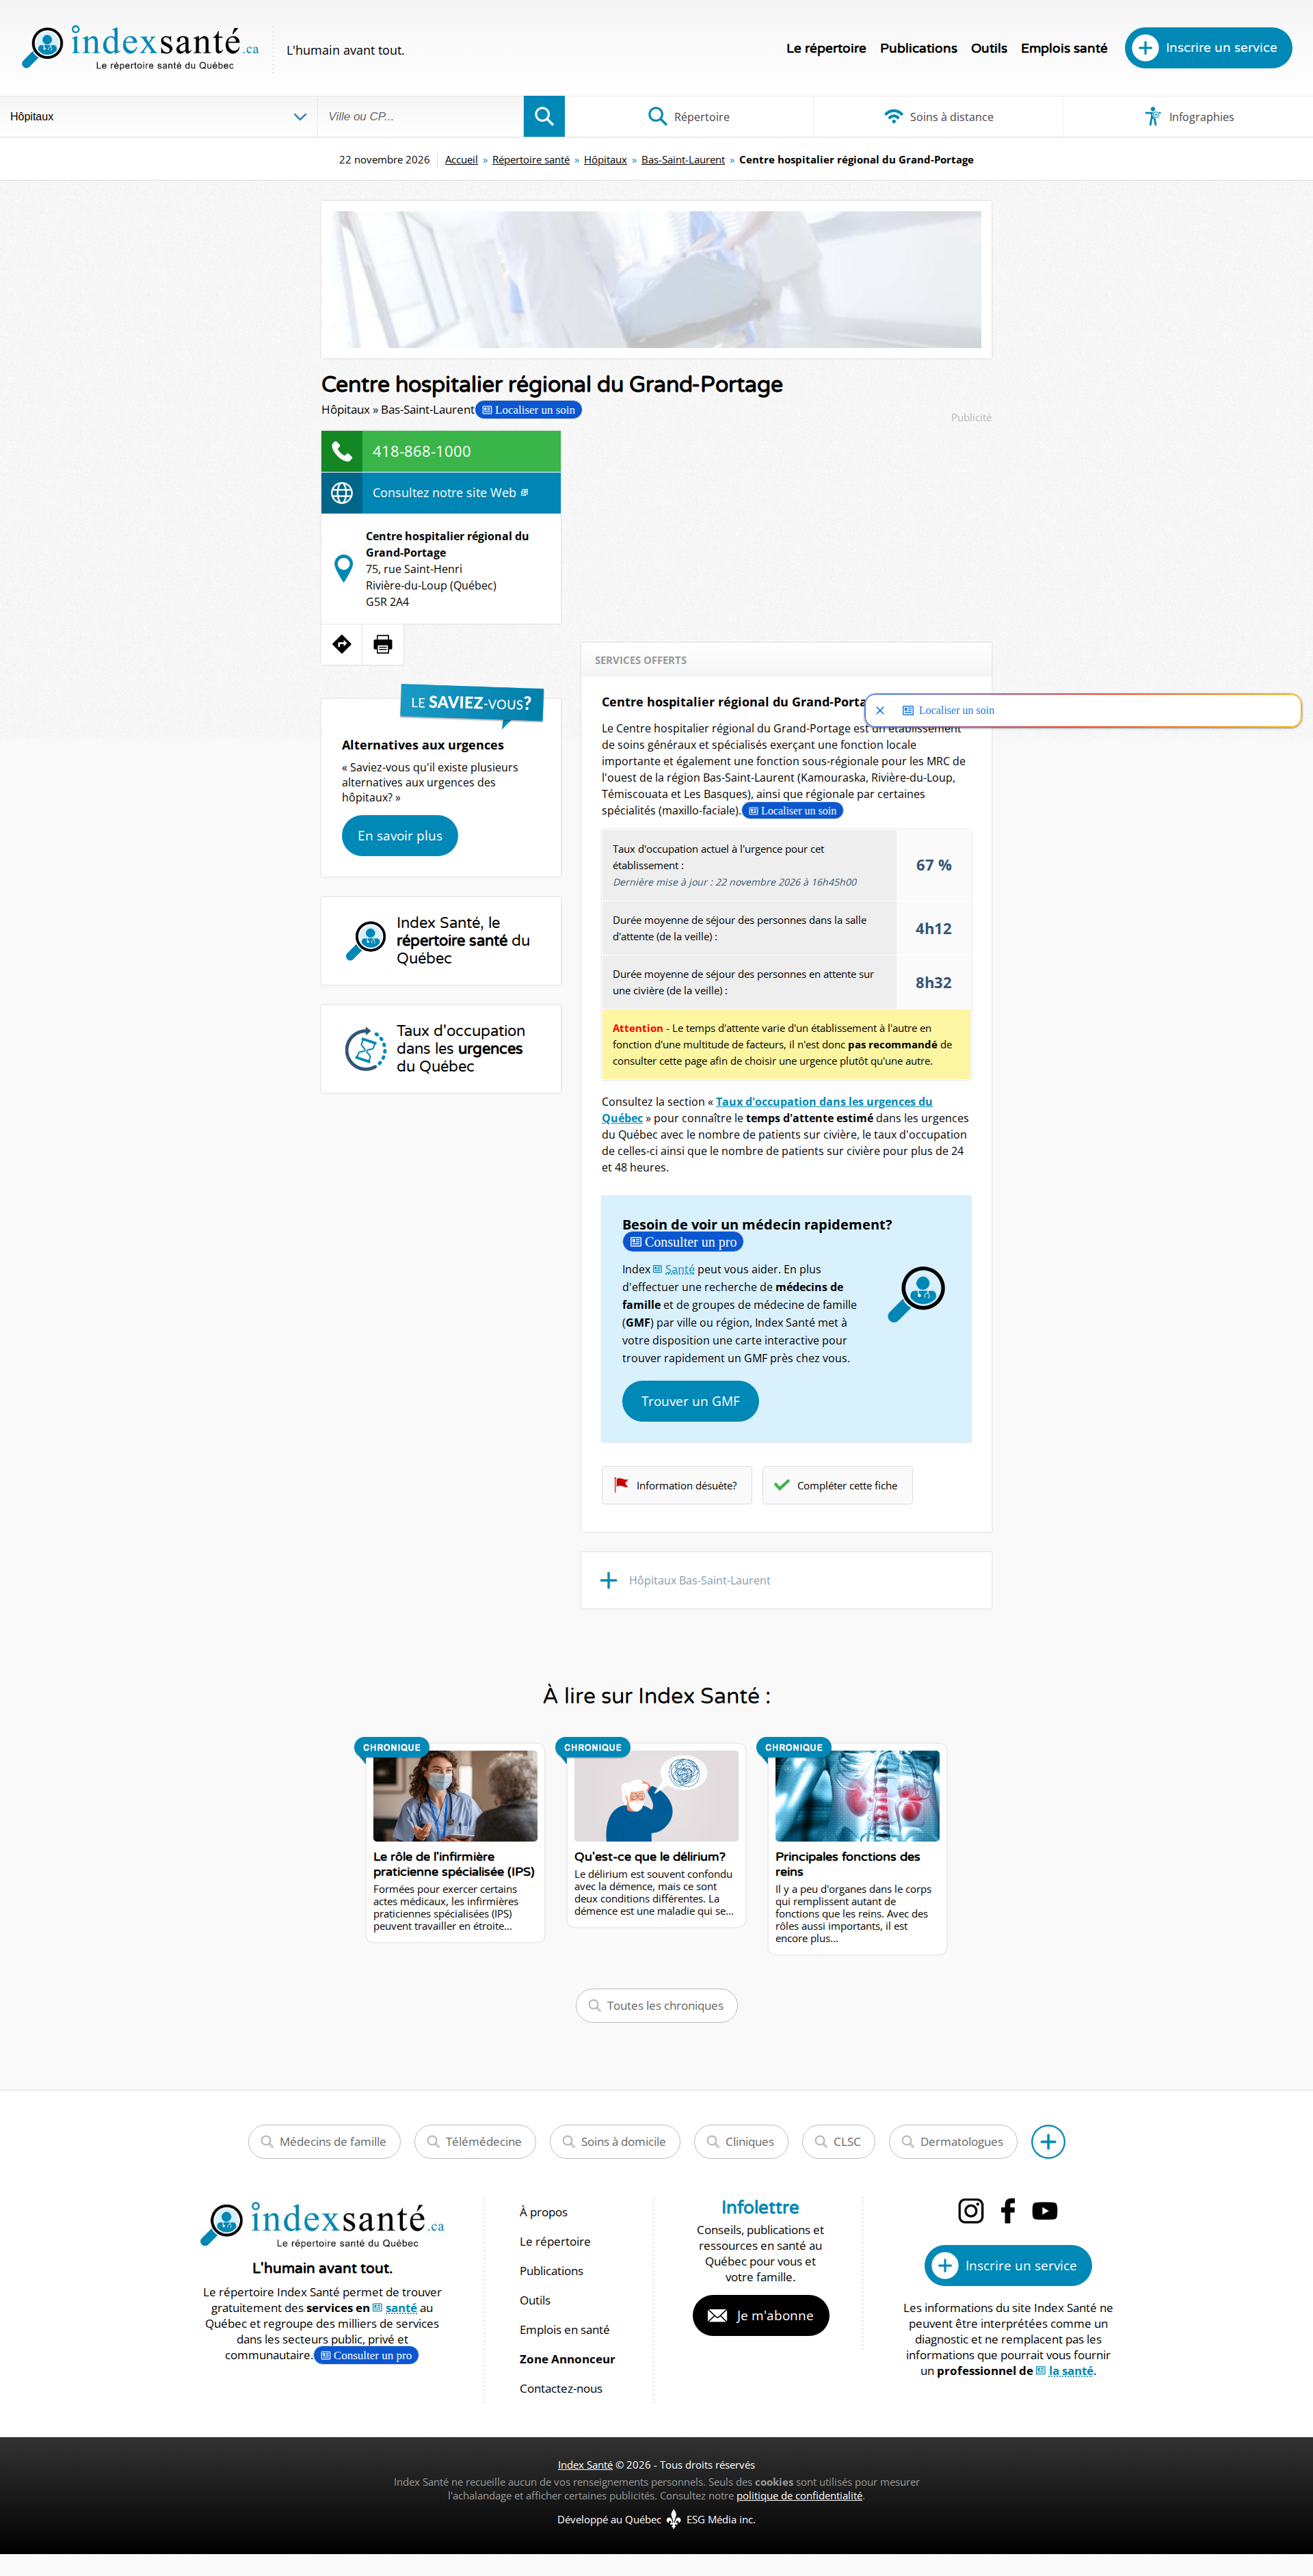 indexsanté.ca
Le répertoire santé du Québec
L'humain avant tout.
Le répertoire
Publications
Outils
Emplois santé
Inscrire un service
Hôpitaux
Ville ou CP...
Répertoire
Soins à distance
Infographies
22 novembre 2026
Accueil » Répertoire santé » Hôpitaux » Bas-Saint-Laurent » Centre hospitalier régional du Grand-Portage
Centre hospitalier régional du Grand-Portage
Hôpitaux » Bas-Saint-Laurent Localiser un soin
Publicité
418-868-1000
Consultez notre site Web
Centre hospitalier régional du
Grand-Portage
75, rue Saint-Henri
Rivière-du-Loup (Québec)
G5R 2A4
LE SAVIEZ-VOUS?
Alternatives aux urgences
« Saviez-vous qu'il existe plusieurs
alternatives aux urgences des
hôpitaux? »
En savoir plus
Index Santé, le
répertoire santé du
Québec
Taux d'occupation
dans les urgences
du Québec
SERVICES OFFERTS
Centre hospitalier régional du Grand-Porta
Localiser un soin
Le Centre hospitalier régional du Grand-Portage est un établissement
de soins généraux et spécialisés exerçant une fonction locale
importante et également une fonction sous-régionale pour les MRC de
l'ouest de la région Bas-Saint-Laurent (Kamouraska, Rivière-du-Loup,
Témiscouata et Les Basques), ainsi que régionale par certaines
spécialités (maxillo-faciale). Localiser un soin
Taux d'occupation actuel à l'urgence pour cet
établissement :
Dernière mise à jour : 22 novembre 2026 à 16h45h00
67 %
Durée moyenne de séjour des personnes dans la salle
d'attente (de la veille) :
4h12
Durée moyenne de séjour des personnes en attente sur
une civière (de la veille) :
8h32
Attention - Le temps d'attente varie d'un établissement à l'autre en
fonction d'une multitude de facteurs, il n'est donc pas recommandé de
consulter cette page afin de choisir une urgence plutôt qu'une autre.
Consultez la section « Taux d'occupation dans les urgences du
Québec » pour connaître le temps d'attente estimé dans les urgences
du Québec avec le nombre de patients sur civière, le taux d'occupation
de celles-ci ainsi que le nombre de patients sur civière pour plus de 24
et 48 heures.
Besoin de voir un médecin rapidement?
Consulter un pro
Index Santé peut vous aider. En plus
d'effectuer une recherche de médecins de
famille et de groupes de médecine de famille
(GMF) par ville ou région, Index Santé met à
votre disposition une carte interactive pour
trouver rapidement un GMF près chez vous.
Trouver un GMF
Information désuète?
Compléter cette fiche
Hôpitaux Bas-Saint-Laurent
À lire sur Index Santé :
CHRONIQUE
Le rôle de l'infirmière
praticienne spécialisée (IPS)
Formées pour exercer certains
actes médicaux, les infirmières
praticiennes spécialisées (IPS)
peuvent travailler en étroite...
CHRONIQUE
Qu'est-ce que le délirium?
Le délirium est souvent confondu
avec la démence, mais ce sont
deux conditions différentes. La
démence est une maladie qui se...
CHRONIQUE
Principales fonctions des
reins
Il y a peu d'organes dans le corps
qui remplissent autant de
fonctions que les reins. Avec des
rôles aussi importants, il est
encore plus...
Toutes les chroniques
Médecins de famille
Télémédecine
Soins à domicile
Cliniques
CLSC
Dermatologues
indexsanté.ca
Le répertoire santé du Québec
L'humain avant tout.
Le répertoire Index Santé permet de trouver
gratuitement des services en santé au
Québec et regroupe des milliers de services
dans les secteurs public, privé et
communautaire. Consulter un pro
À propos
Le répertoire
Publications
Outils
Emplois en santé
Zone Annonceur
Contactez-nous
Infolettre
Conseils, publications et
ressources en santé au
Québec pour vous et
votre famille.
Je m'abonne
Inscrire un service
Les informations du site Index Santé ne
peuvent être interprétées comme un
diagnostic et ne remplacent pas les
informations que pourrait vous fournir
un professionnel de la santé.
Index Santé © 2026 - Tous droits réservés
Index Santé ne recueille aucun de vos renseignements personnels. Seuls des cookies sont utilisés pour mesurer
l'achalandage et afficher certaines publicités. Consultez notre politique de confidentialité.
Développé au Québec ESG Média inc.